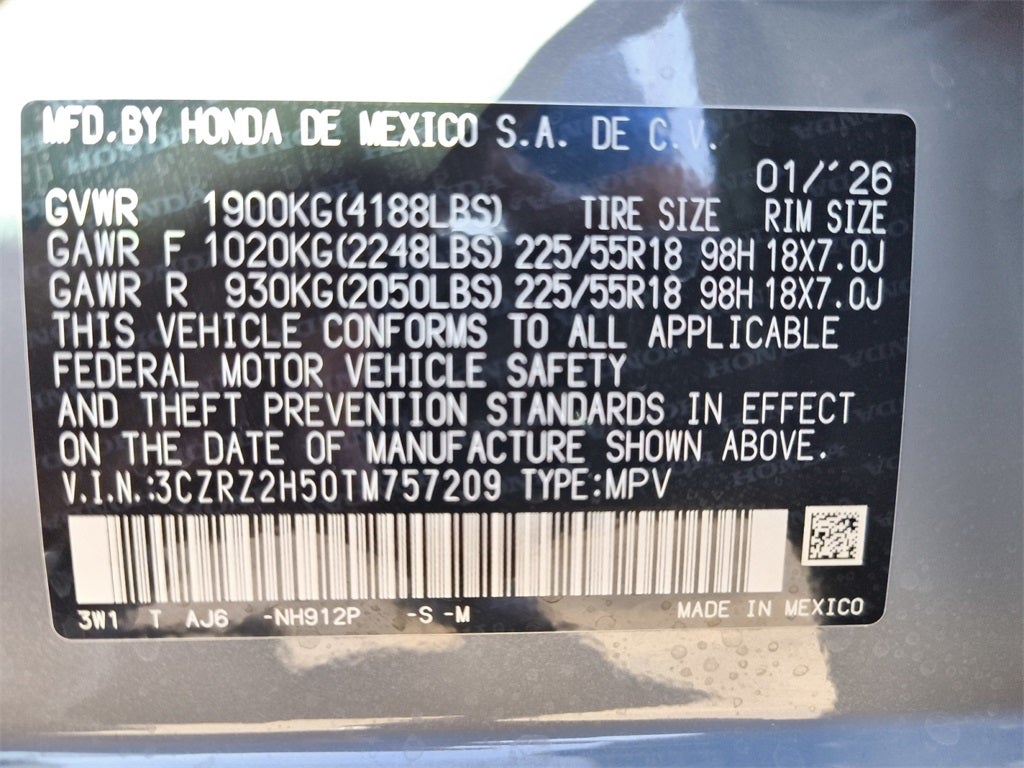 MFD.BY HONDA DE MEXICO S.A. DE C.V.
01/'26
GVWR 1900KG(4188LBS) TIRE SIZE RIM SIZE
GAWR F 1020KG(2248LBS) 225/55R18 98H 18X7.0J
GAWR R 930KG(2050LBS) 225/55R18 98H 18X7.0J
THIS VEHICLE CONFORMS TO ALL APPLICABLE
FEDERAL MOTOR VEHICLE SAFETY
AND THEFT PREVENTION STANDARDS IN EFFECT
ON THE DATE OF MANUFACTURE SHOWN ABOVE.
V.I.N.:3CZRZ2H50TM757209 TYPE:MPV
3W1 T AJ6 -NH912P -S -M MADE IN MEXICO